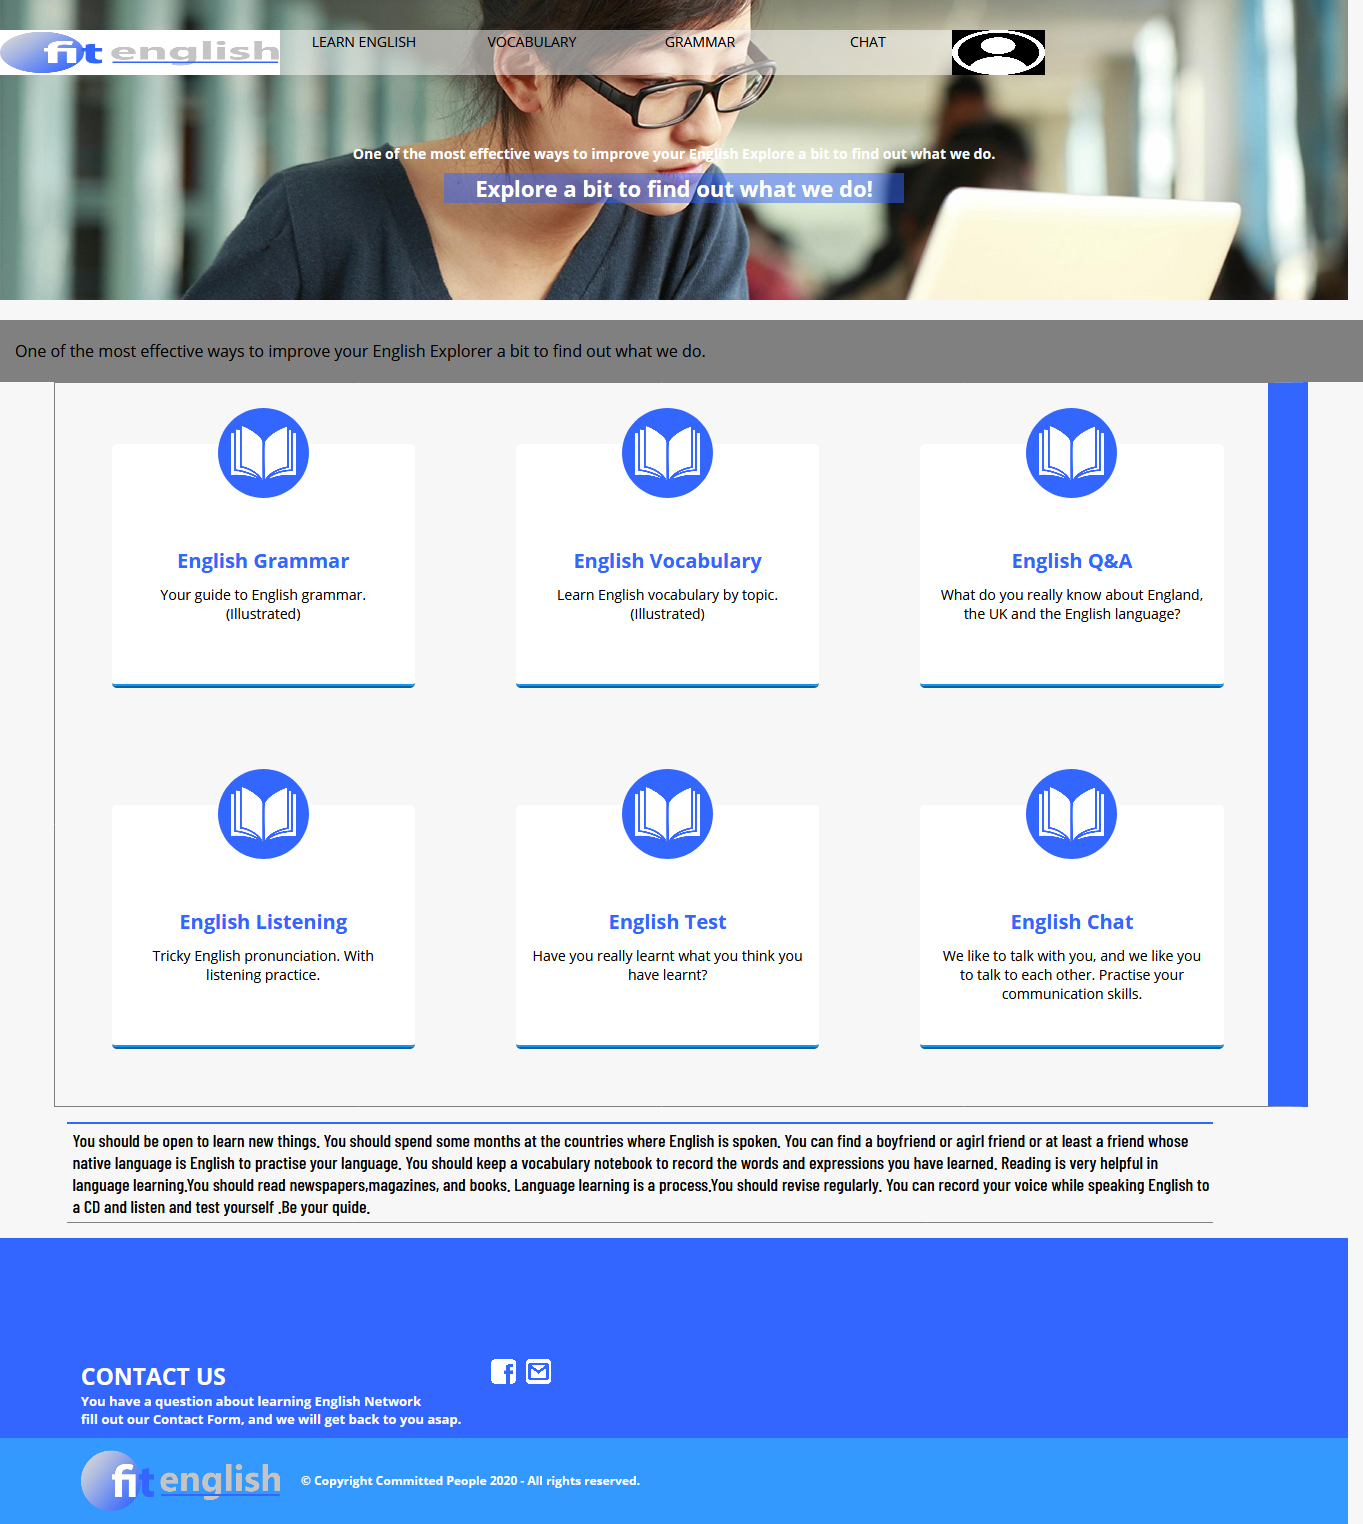 fit english
LEARN ENGLISH VOCABULARY GRAMMAR CHAT
One of the most effective ways to improve your English Explore a bit to find out what we do.
Explore a bit to find out what we do!
One of the most effective ways to improve your English Explorer a bit to find out what we do.
English Grammar
Your guide to English grammar.
(Illustrated)
English Vocabulary
Learn English vocabulary by topic.
(Illustrated)
English Q&A
What do you really know about England,
the UK and the English language?
English Listening
Tricky English pronunciation. With
listening practice.
English Test
Have you really learnt what you think you
have learnt?
English Chat
We like to talk with you, and we like you
to talk to each other. Practise your
communication skills.
You should be open to learn new things. You should spend some months at the countries where English is spoken. You can find a boyfriend or agirl friend or at least a friend whose
native language is English to practise your language. You should keep a vocabulary notebook to record the words and expressions you have learned. Reading is very helpful in
language learning.You should read newspapers,magazines, and books. Language learning is a process.You should revise regularly. You can record your voice while speaking English to
a CD and listen and test yourself .Be your quide.
CONTACT US
You have a question about learning English Network
fill out our Contact Form, and we will get back to you asap.
fit english
© Copyright Committed People 2020 - All rights reserved.